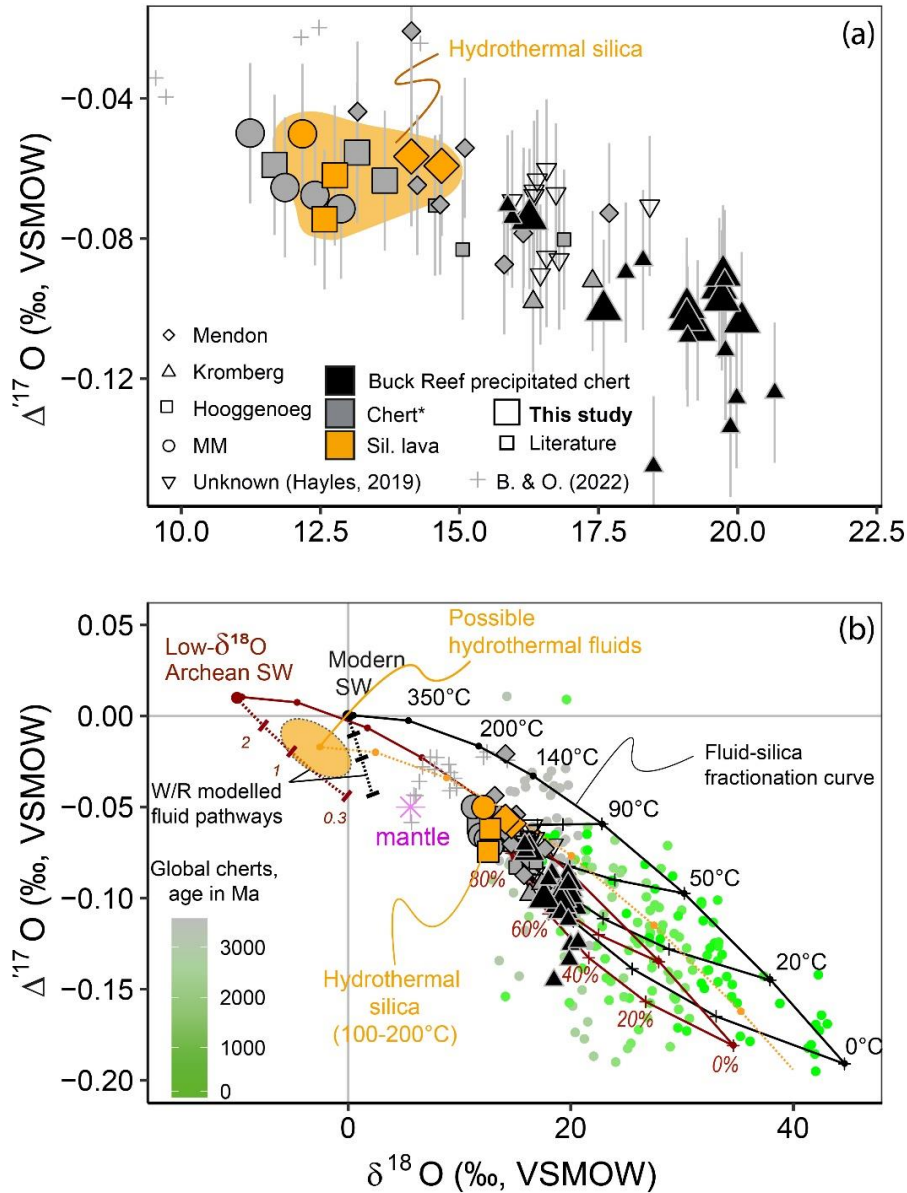 (a)
Hydrothermal silica
−0.04
−0.08
−0.12
Δ'17 O (‰, VSMOW)
Mendon
Kromberg
Hooggenoeg
MM
Unknown (Hayles, 2019)
Buck Reef precipitated chert
Chert*
Sil. lava
This study
Literature
B. & O. (2022)
10.0 12.5 15.0 17.5 20.0 22.5
(b)
Possible
hydrothermal fluids
Low-δ18O
Archean SW
Modern
SW
350°C
200°C
140°C
90°C
50°C
20°C
0°C
Fluid-silica
fractionation curve
2
1
0.3
W/R modelled
fluid pathways
mantle
80%
60%
40%
20%
0%
Global cherts,
age in Ma
3000
2000
1000
0
Hydrothermal
silica
(100-200°C)
0.05
0.00
−0.05
−0.10
−0.15
−0.20
Δ'17 O (‰, VSMOW)
0 20 40
δ18 O (‰, VSMOW)